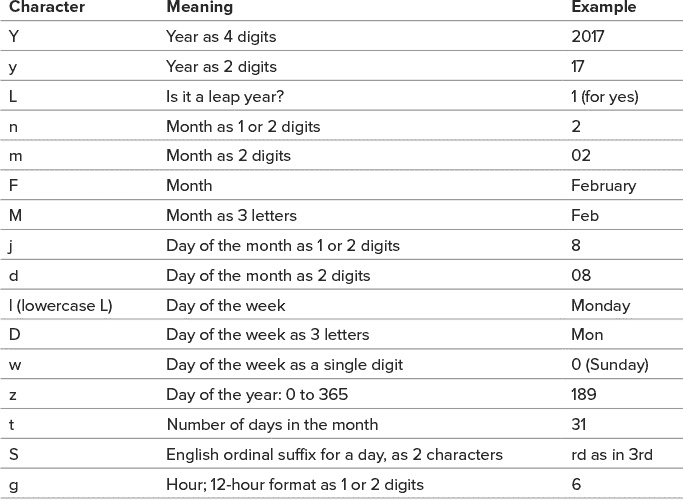 Character Meaning Example
Y Year as 4 digits 2017
y Year as 2 digits 17
L Is it a leap year? 1 (for yes)
n Month as 1 or 2 digits 2
m Month as 2 digits 02
F Month February
M Month as 3 letters Feb
j Day of the month as 1 or 2 digits 8
d Day of the month as 2 digits 08
l (lowercase L) Day of the week Monday
D Day of the week as 3 letters Mon
w Day of the week as a single digit 0 (Sunday)
z Day of the year: 0 to 365 189
t Number of days in the month 31
S English ordinal suffix for a day, as 2 characters rd as in 3rd
g Hour; 12-hour format as 1 or 2 digits 6